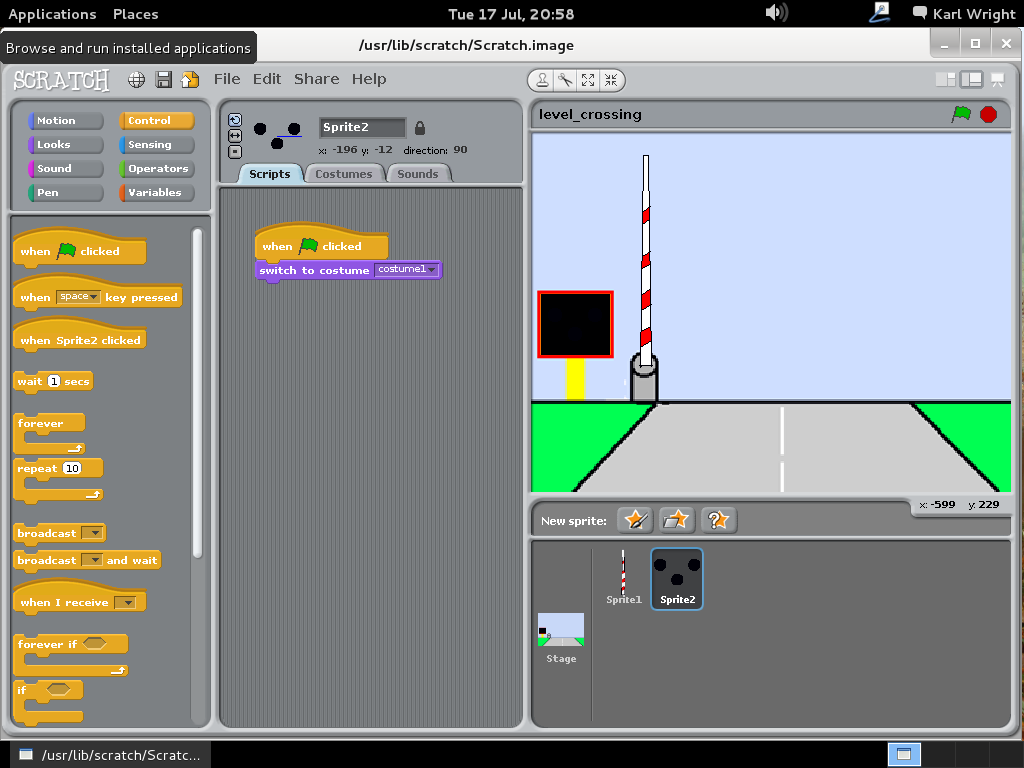 Applications Places Tue 17 Jul, 20:58 Karl Wright
Browse and run installed applications
/usr/lib/scratch/Scratch.image
SCRATCH File Edit Share Help
Motion Control
Looks Sensing
Sound Operators
Pen Variables
when clicked
when space key pressed
when Sprite2 clicked
wait 1 secs
forever
repeat 10
broadcast
broadcast and wait
when I receive
forever if
if
Sprite2
x: -196 y: -12 direction: 90
Scripts Costumes Sounds
when clicked
switch to costume costume1
level_crossing
x: -599 y: 229
New sprite:
Sprite1 Sprite2
Stage
/usr/lib/scratch/Scratc...